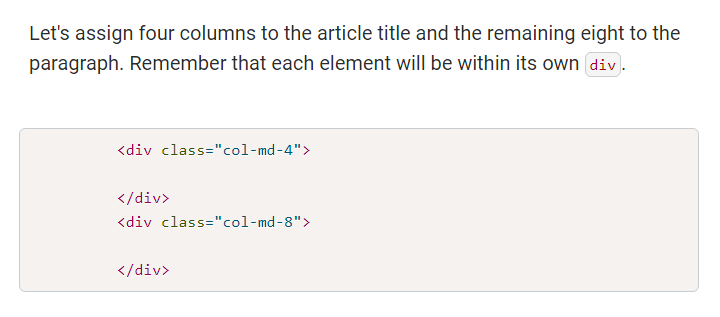 Let's assign four columns to the article title and the remaining eight to the
paragraph. Remember that each element will be within its own div.
<div class="col-md-4">
</div>
<div class="col-md-8">
</div>